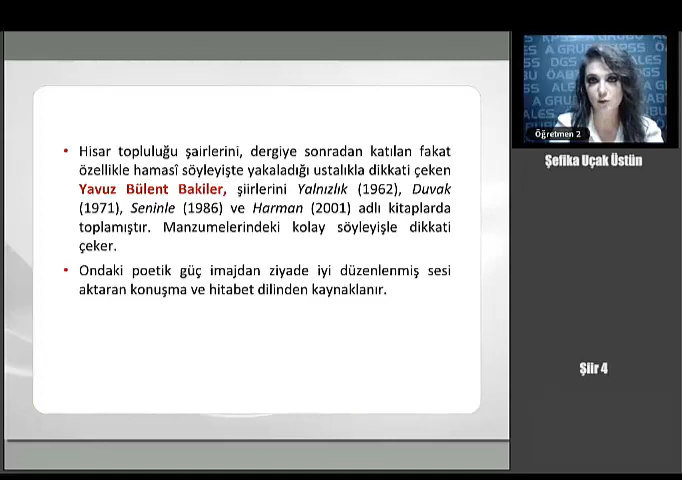 • Hisar topluluğu şairlerini, dergiye sonradan katılan fakat
özellikle hamasî söyleyişte yakaladığı ustalıkla dikkati çeken
Yavuz Bülent Bakiler, şiirlerini Yalnızlık (1962), Duvak
(1971), Seninle (1986) ve Harman (2001) adlı kitaplarda
toplamıştır. Manzumelerindeki kolay söyleyişle dikkati
çeker.
• Ondaki poetik güç imajdan ziyade iyi düzenlenmiş sesi
aktaran konuşma ve hitabet dilinden kaynaklanır.
Öğretmen 2
Şefika Uçak Üstün
Şiir 4